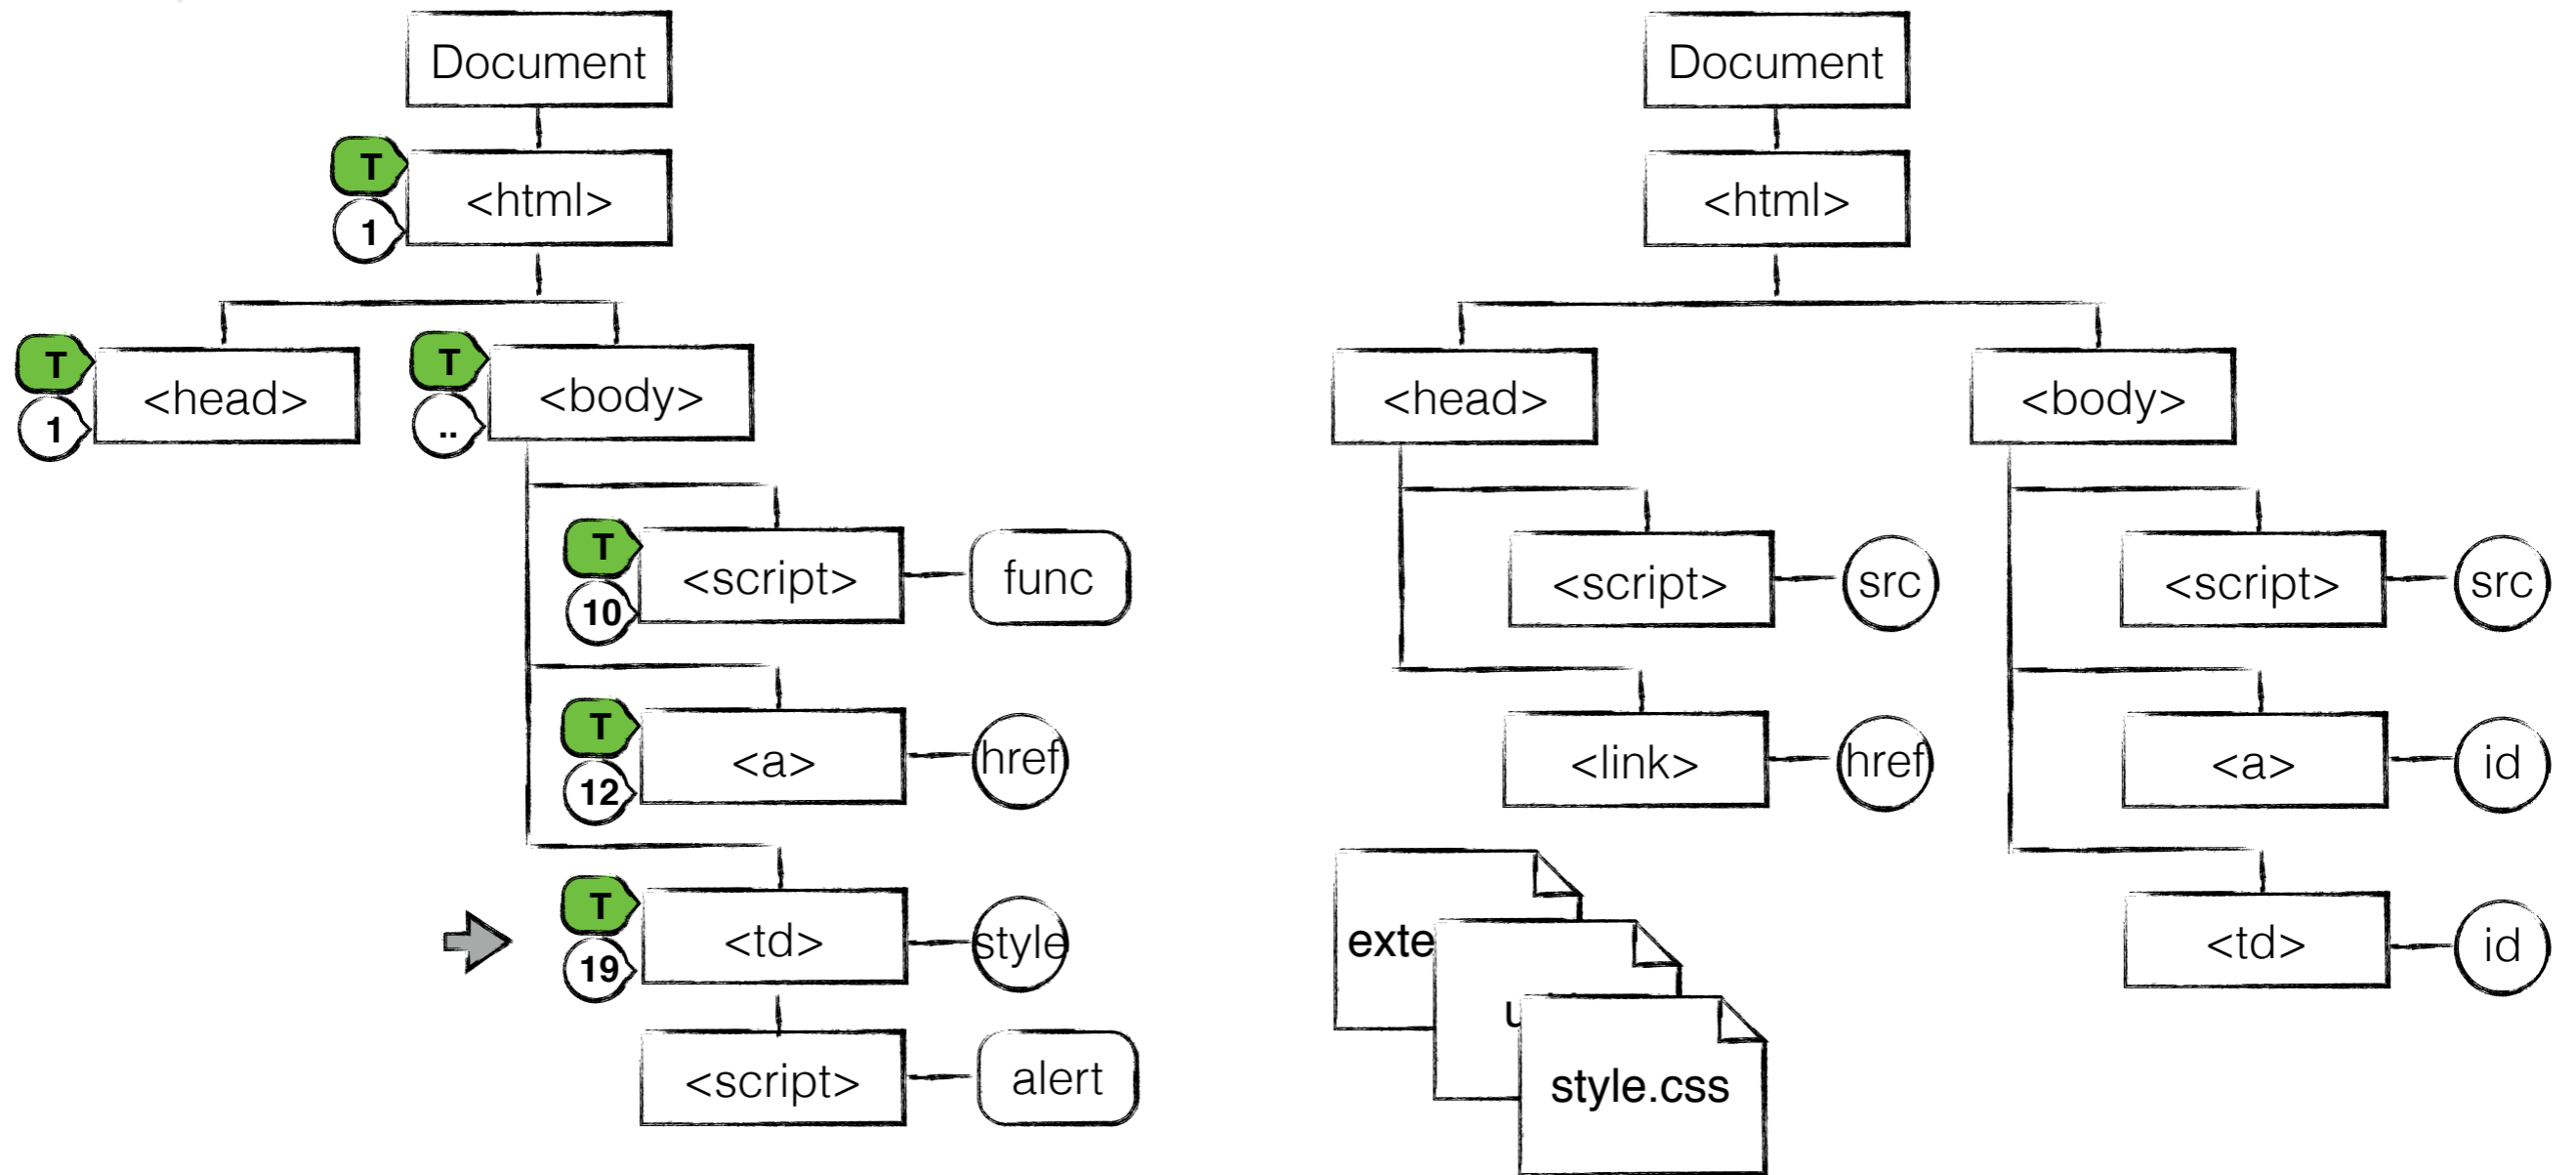 Document
T
<html>
1
T
<head>
1
T
<body>
..
T
<script>
func
10
T
<a>
href
12
T
<td>
style
19
<script>
alert
Document
<html>
<head>
<body>
<script>
src
<script>
src
<link>
href
<a>
id
<td>
id
exte
u
style.css